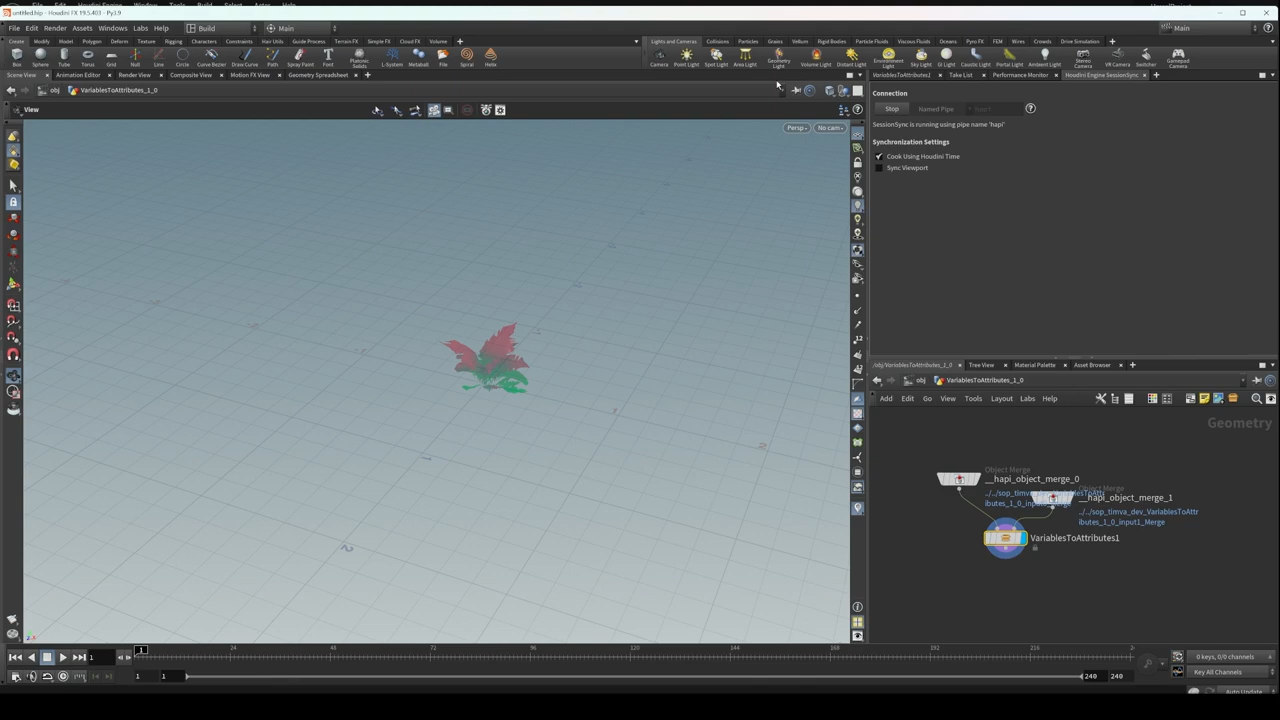 untitled.hip - Houdini FX 19.5.403 - Py3.9
File Edit Render Assets Windows Labs Help Build Main Main
Create Modify Model Polygon Deform Texture Rigging Characters Constraints Hair Utils Guide Process Terrain FX Simple FX Cloud FX Volume
Lights and Cameras Collisions Particles Grains Vellum Rigid Bodies Particle Fluids Viscous Fluids Oceans Pyro FX FEM Wires Crowds Drive Simulation
Box Sphere Tube Torus Grid Null Line Circle Curve Bezier Draw Curve Path Spray Paint Font Platonic Solids L-System Metaball File Spiral Helix
Camera Point Light Spot Light Area Light Geometry Light Volume Light Distant Light Environment Light Sky Light GI Light Caustic Light Portal Light Ambient Light Stereo Camera VR Camera Switcher Gamepad Camera
Scene View Animation Editor Render View Composite View Motion FX View Geometry Spreadsheet
VariablesToAttributes1 Take List Performance Monitor Houdini Engine SessionSync
obj VariablesToAttributes_1_0
Connection
Stop Named Pipe
SessionSync is running using pipe name 'hapi'
Synchronization Settings
Cook Using Houdini Time
Sync Viewport
View
Persp No cam
/obj/VariablesToAttributes_1_0 Tree View Material Palette Asset Browser
obj VariablesToAttributes_1_0
Add Edit Go View Tools Layout Labs Help
Geometry
Object Merge
__hapi_object_merge_0
Object Merge
__hapi_object_merge_1
../../sop_timva_dev_VariablesToAttr
ibutes_1_0_input1_Merge
VariablesToAttributes1
1 1 24 48 72 96 120 144 168 192 216
0 keys, 0/0 channels
1 1 240 240 Key All Channels
Auto Update